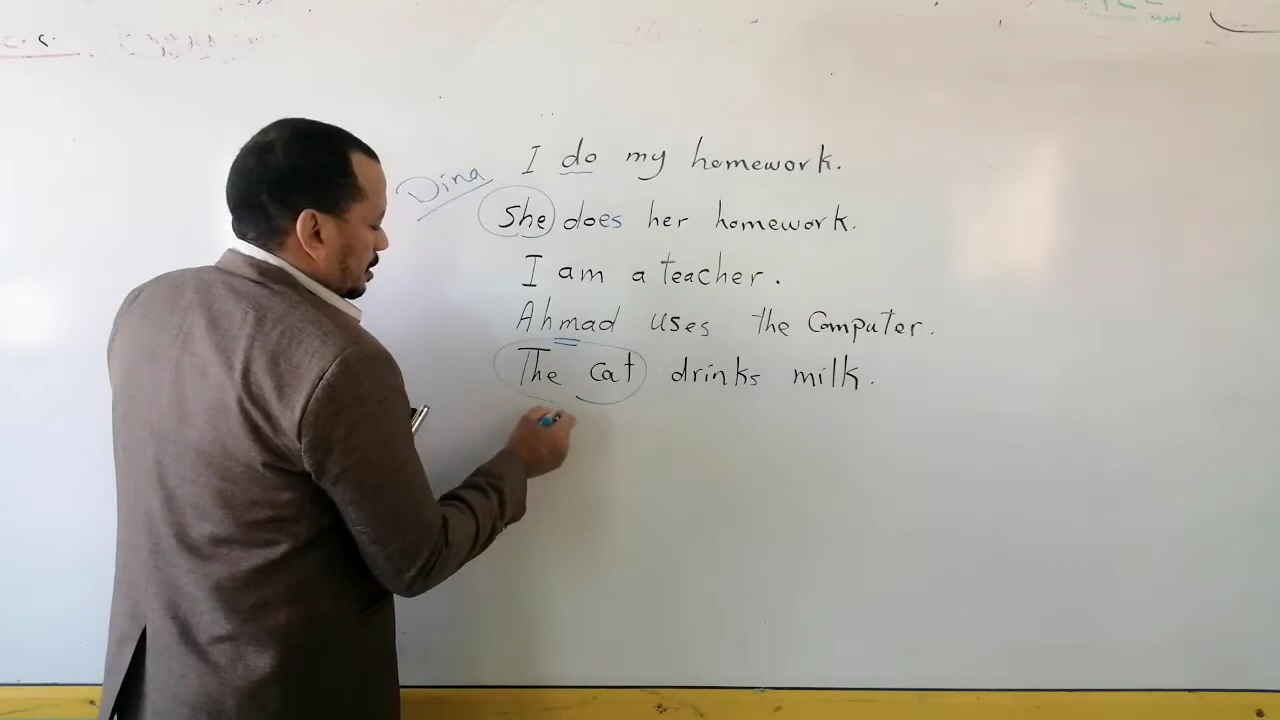 I do my homework.
Dina
She does her homework.
I am a teacher.
Ahmad uses the Computer.
The cat drinks milk.